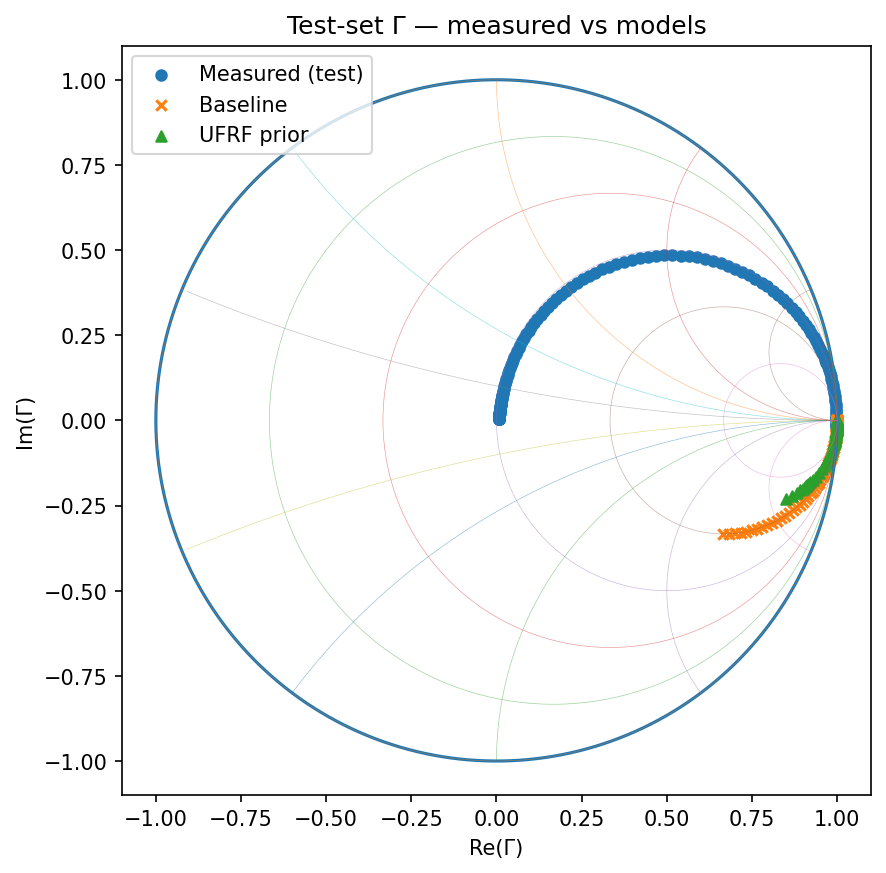 Test-set Γ — measured vs models
Measured (test)
Baseline
UFRF prior
1.00
0.75
0.50
0.25
0.00
−0.25
−0.50
−0.75
−1.00
Im(Γ)
−1.00 −0.75 −0.50 −0.25 0.00 0.25 0.50 0.75 1.00
Re(Γ)